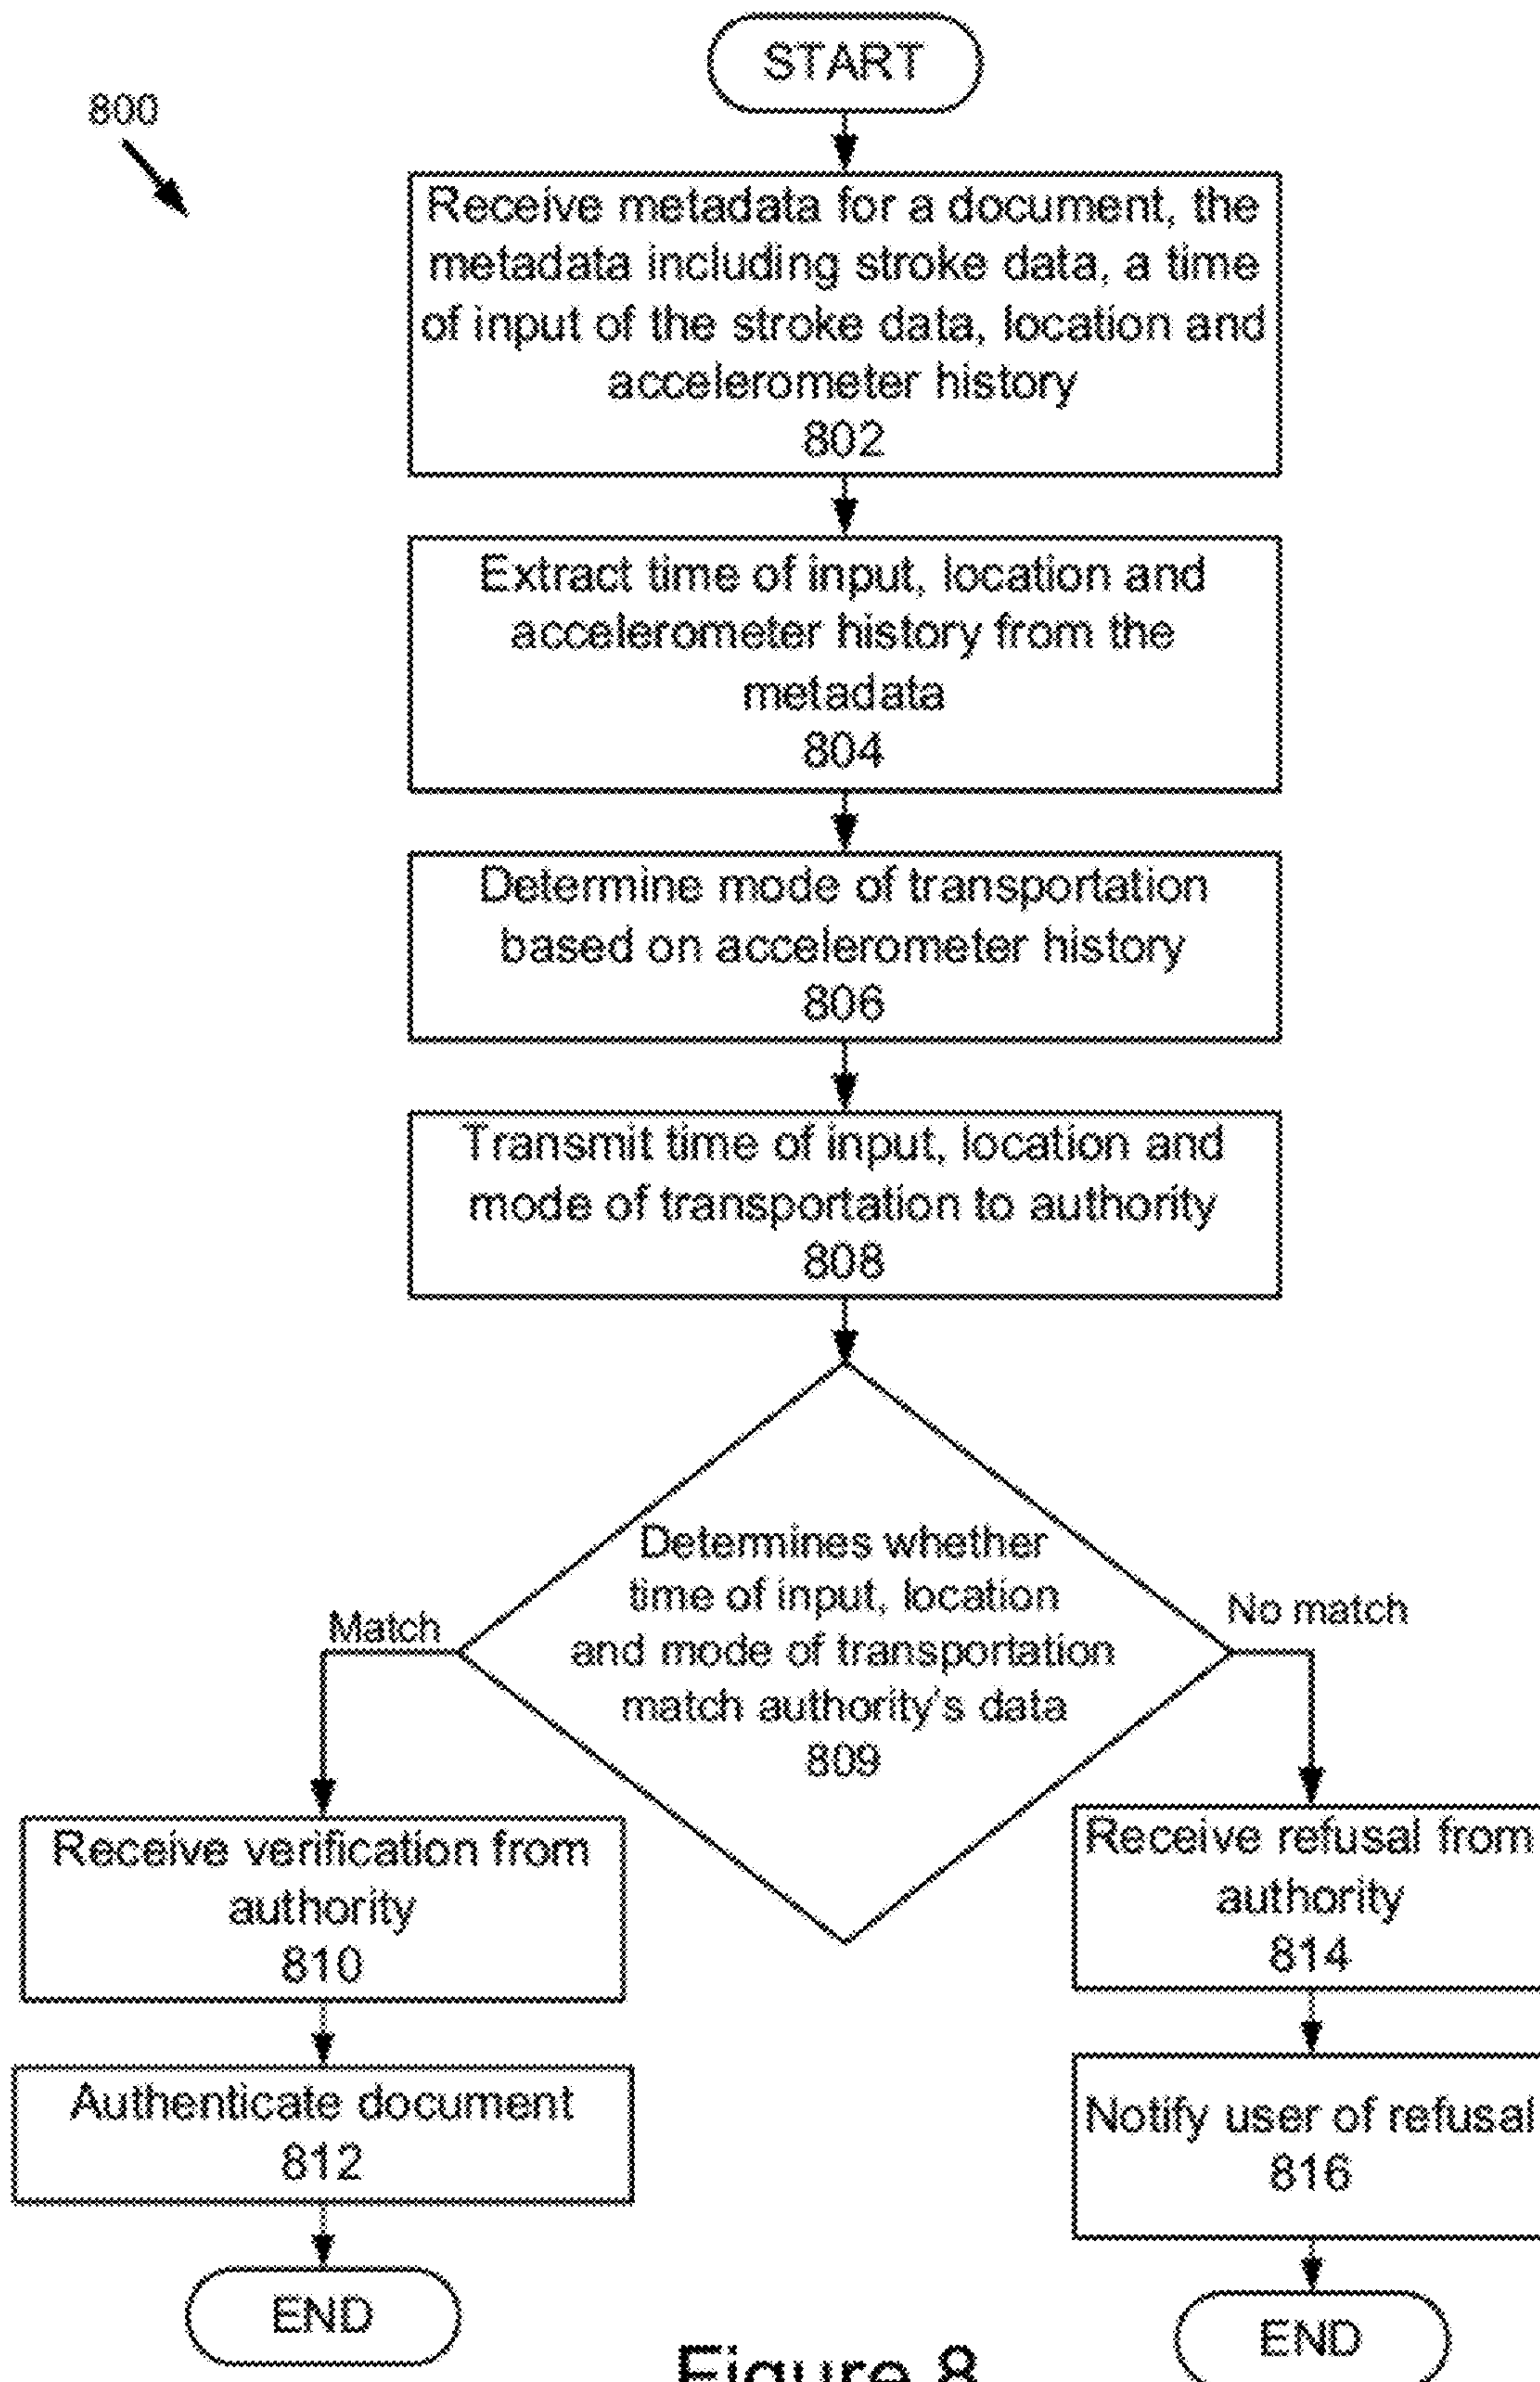 START
800
Receive metadata for a document, the
metadata including stroke data, a time
of input of the stroke data, location and
accelerometer history
802
Extract time of input, location and
accelerometer history from the
metadata
804
Determine mode of transportation
based on accelerometer history
806
Transmit time of input, location and
mode of transportation to authority
808
Determines whether
time of input, location
and mode of transportation
match authority's data
809
Match
No match
Receive verification from
authority
810
Receive refusal from
authority
814
Authenticate document
812
Notify user of refusal
816
END
END
Figure 8